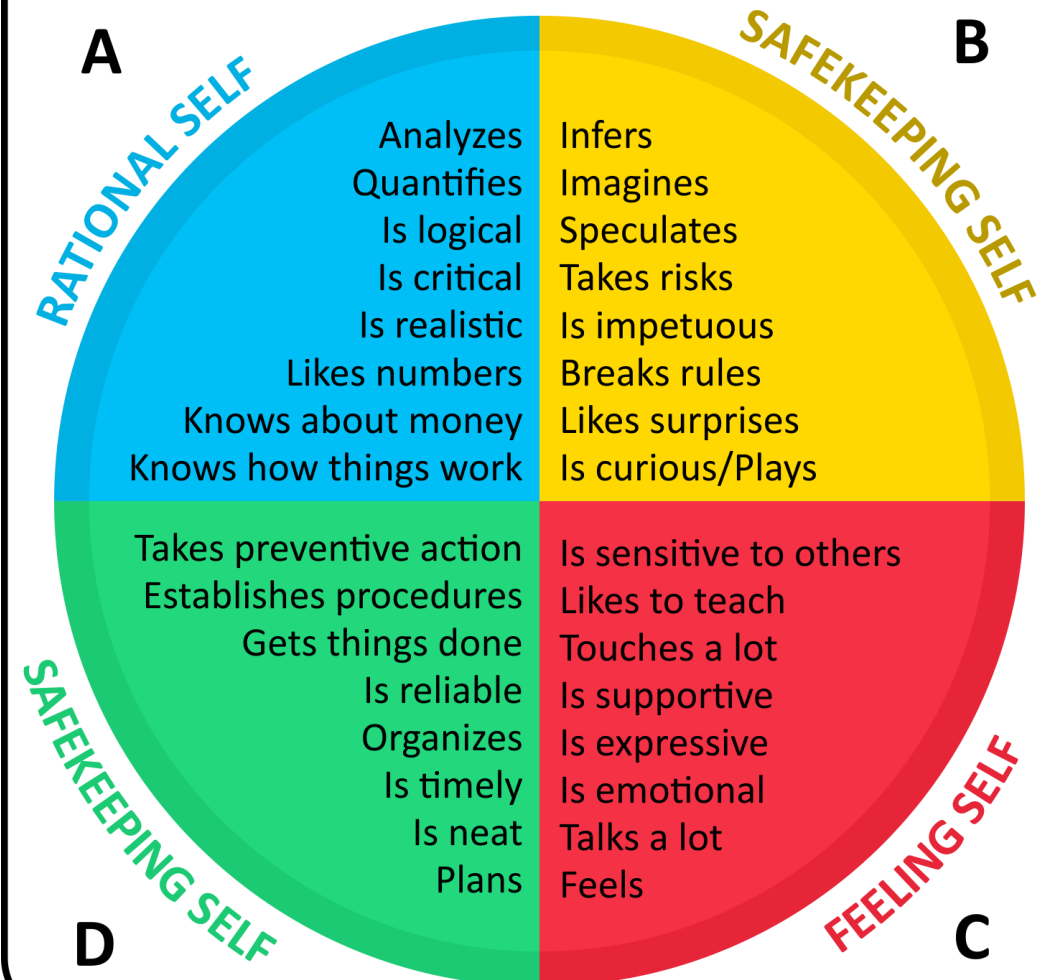 A
RATIONAL SELF
Analyzes
Quantifies
Is logical
Is critical
Is realistic
Likes numbers
Knows about money
Knows how things work
B
SAFEKEEPING SELF
Infers
Imagines
Speculates
Takes risks
Is impetuous
Breaks rules
Likes surprises
Is curious/Plays
Takes preventive action
Establishes procedures
Gets things done
Is reliable
Organizes
Is timely
Is neat
Plans
SAFEKEEPING SELF
D
Is sensitive to others
Likes to teach
Touches a lot
Is supportive
Is expressive
Is emotional
Talks a lot
Feels
FEELING SELF
C